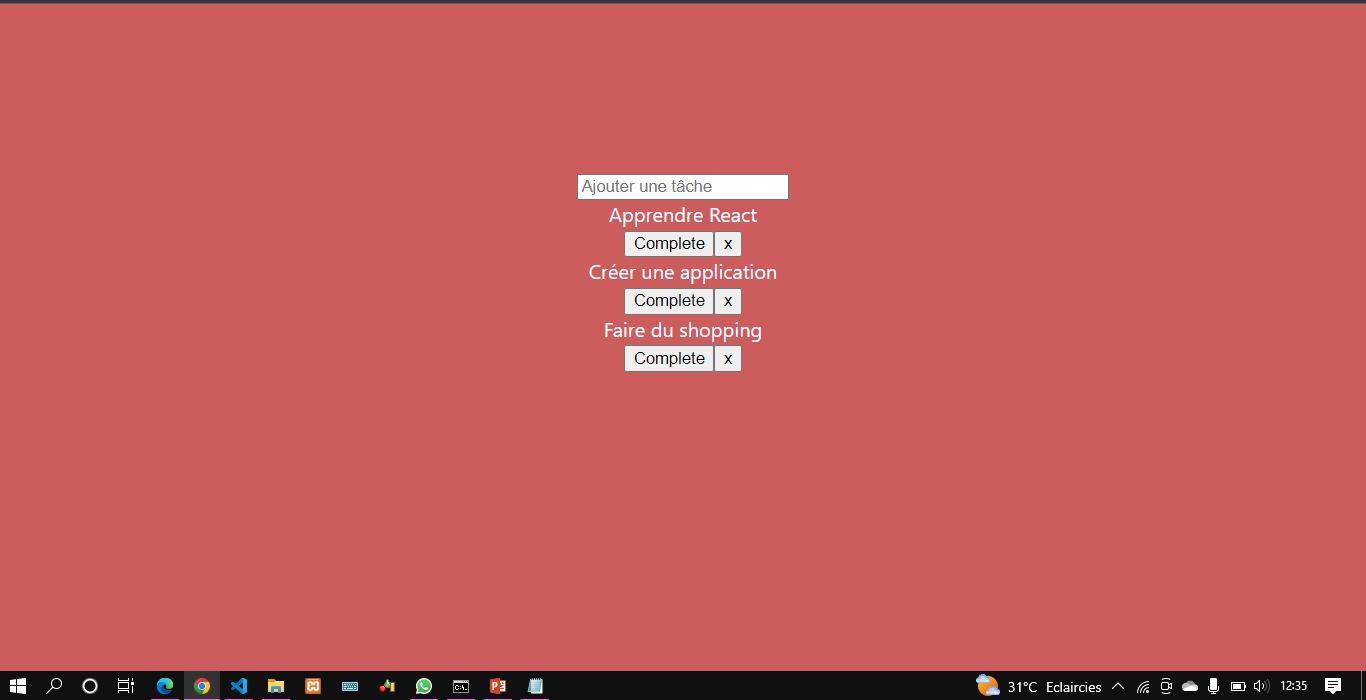 Ajouter une tâche
Apprendre React
Complete x
Créer une application
Complete x
Faire du shopping
Complete x
31°C Eclaircies 12:35